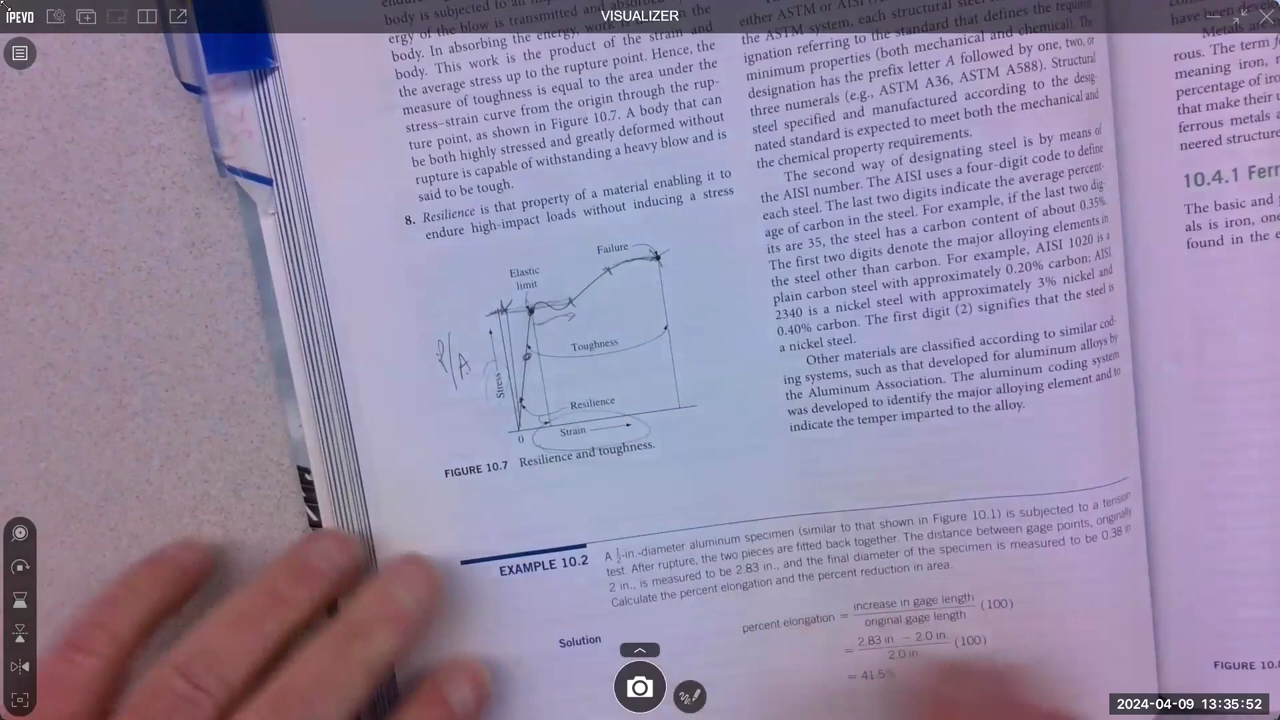 IPEVO
VISUALIZER
body is subjected to an impact
ergy of the blow is transmitted and absorbed
body. In absorbing the energy, work is done on the
body. This work is the product of the strain and
the average stress up to the rupture point. Hence, the
measure of toughness is equal to the area under the
stress–strain curve from the origin through the rup-
ture point, as shown in Figure 10.7. A body that can
be both highly stressed and greatly deformed without
rupture is capable of withstanding a heavy blow and is
said to be tough.
8. Resilience is that property of a material enabling it to
endure high-impact loads without inducing a stress
Failure
Elastic
limit
P/A
Stress
Toughness
Resilience
0
Strain
FIGURE 10.7 Resilience and toughness.
either ASTM or AISI
the ASTM system, each structural steel
ignation referring to the standard that defines the required
minimum properties (both mechanical and chemical). The
designation has the prefix letter A followed by one, two, or
three numerals (e.g., ASTM A36, ASTM A588). Structural
steel specified and manufactured according to the desig-
nated standard is expected to meet both the mechanical and
the chemical property requirements.
The second way of designating steel is by means of
the AISI number. The AISI uses a four-digit code to define
each steel. The last two digits indicate the average percent-
age of carbon in the steel. For example, if the last two dig
its are 35, the steel has a carbon content of about 0.35%.
The first two digits denote the major alloying elements in
the steel other than carbon. For example, AISI 1020 is a
plain carbon steel with approximately 0.20% carbon; AISI
2340 is a nickel steel with approximately 3% nickel and
0.40% carbon. The first digit (2) signifies that the steel is
a nickel steel.
Other materials are classified according to similar cod-
ing systems, such as that developed for aluminum alloys by
the Aluminum Association. The aluminum coding system
was developed to identify the major alloying element and to
indicate the temper imparted to the alloy.
have been
Metals are
rous. The term
meaning iron,
percentage of iro
that make their
ferrous metals a
neered structur
10.4.1 Ferr
The basic and
als is iron, one
found in the e
EXAMPLE 10.2
A ½-in.-diameter aluminum specimen (similar to that shown in Figure 10.1) is subjected to a tension
test. After rupture, the two pieces are fitted back together. The distance between gage points, originally
2 in., is measured to be 2.83 in., and the final diameter of the specimen is measured to be 0.38 in
Calculate the percent elongation and the percent reduction in area.
Solution
percent elongation = increase in gage length / original gage length (100)
= 2.83 in. − 2.0 in. / 2.0 in (100)
= 41.5%
FIGURE 10.8
2024-04-09 13:35:52